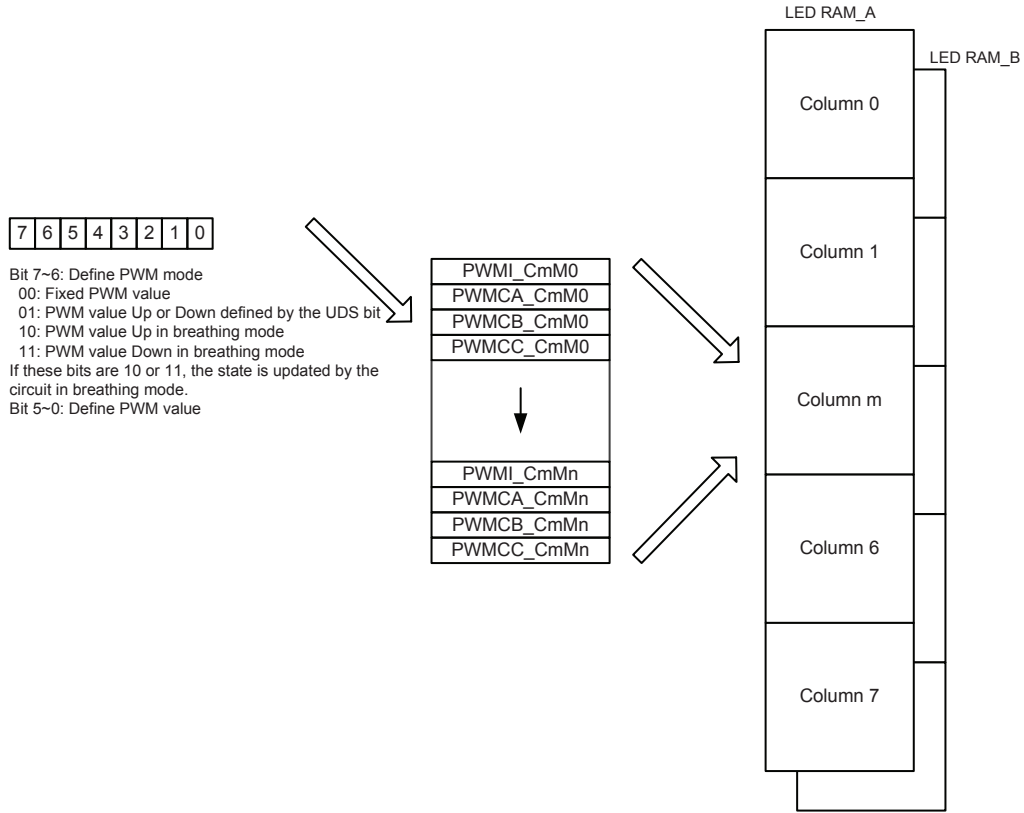 LED RAM_A
LED RAM_B
Column 0
Column 1
Column m
Column 6
Column 7
7 6 5 4 3 2 1 0
Bit 7~6: Define PWM mode
00: Fixed PWM value
01: PWM value Up or Down defined by the UDS bit
10: PWM value Up in breathing mode
11: PWM value Down in breathing mode
If these bits are 10 or 11, the state is updated by the
circuit in breathing mode.
Bit 5~0: Define PWM value
PWMI_CmM0
PWMCA_CmM0
PWMCB_CmM0
PWMCC_CmM0
PWMI_CmMn
PWMCA_CmMn
PWMCB_CmMn
PWMCC_CmMn